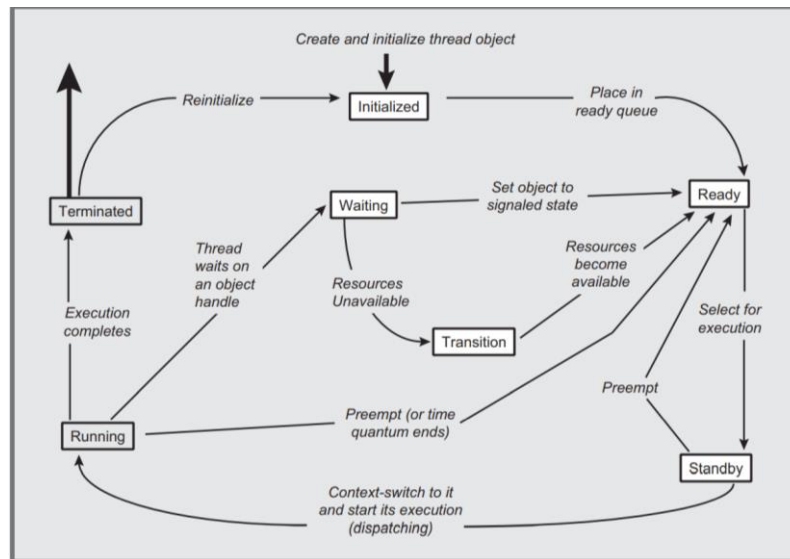 Create and initialize thread object
Reinitialize
Initialized
Place in
ready queue
Terminated
Waiting
Set object to
signaled state
Ready
Thread
waits on
an object
handle
Resources
Unavailable
Resources
become
available
Execution
completes
Transition
Select for
execution
Preempt
Running
Preempt (or time
quantum ends)
Standby
Context-switch to it
and start its execution
(dispatching)